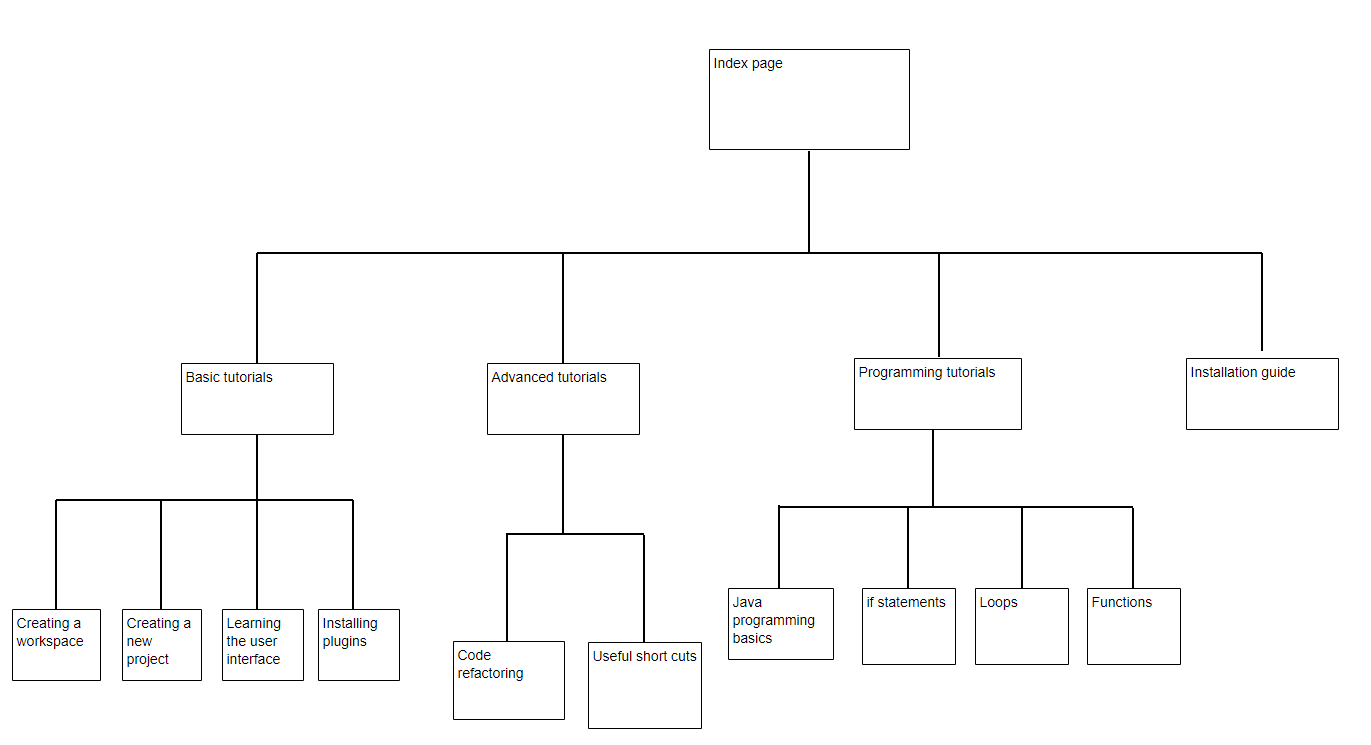 Index page
Basic tutorials
Advanced tutorials
Programming tutorials
Installation guide
Creating a
workspace
Creating a
new
project
Learning
the user
interface
Installing
plugins
Code
refactoring
Useful short cuts
Java
programming
basics
if statements
Loops
Functions